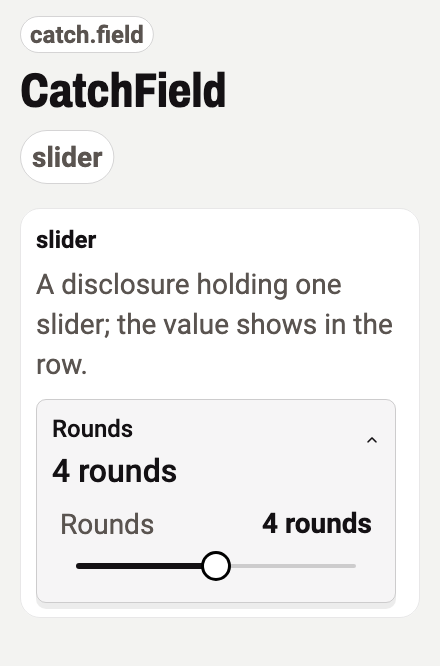 catch.field
CatchField
slider
slider
A disclosure holding one
slider; the value shows in the
row.
Rounds
4 rounds
Rounds 4 rounds